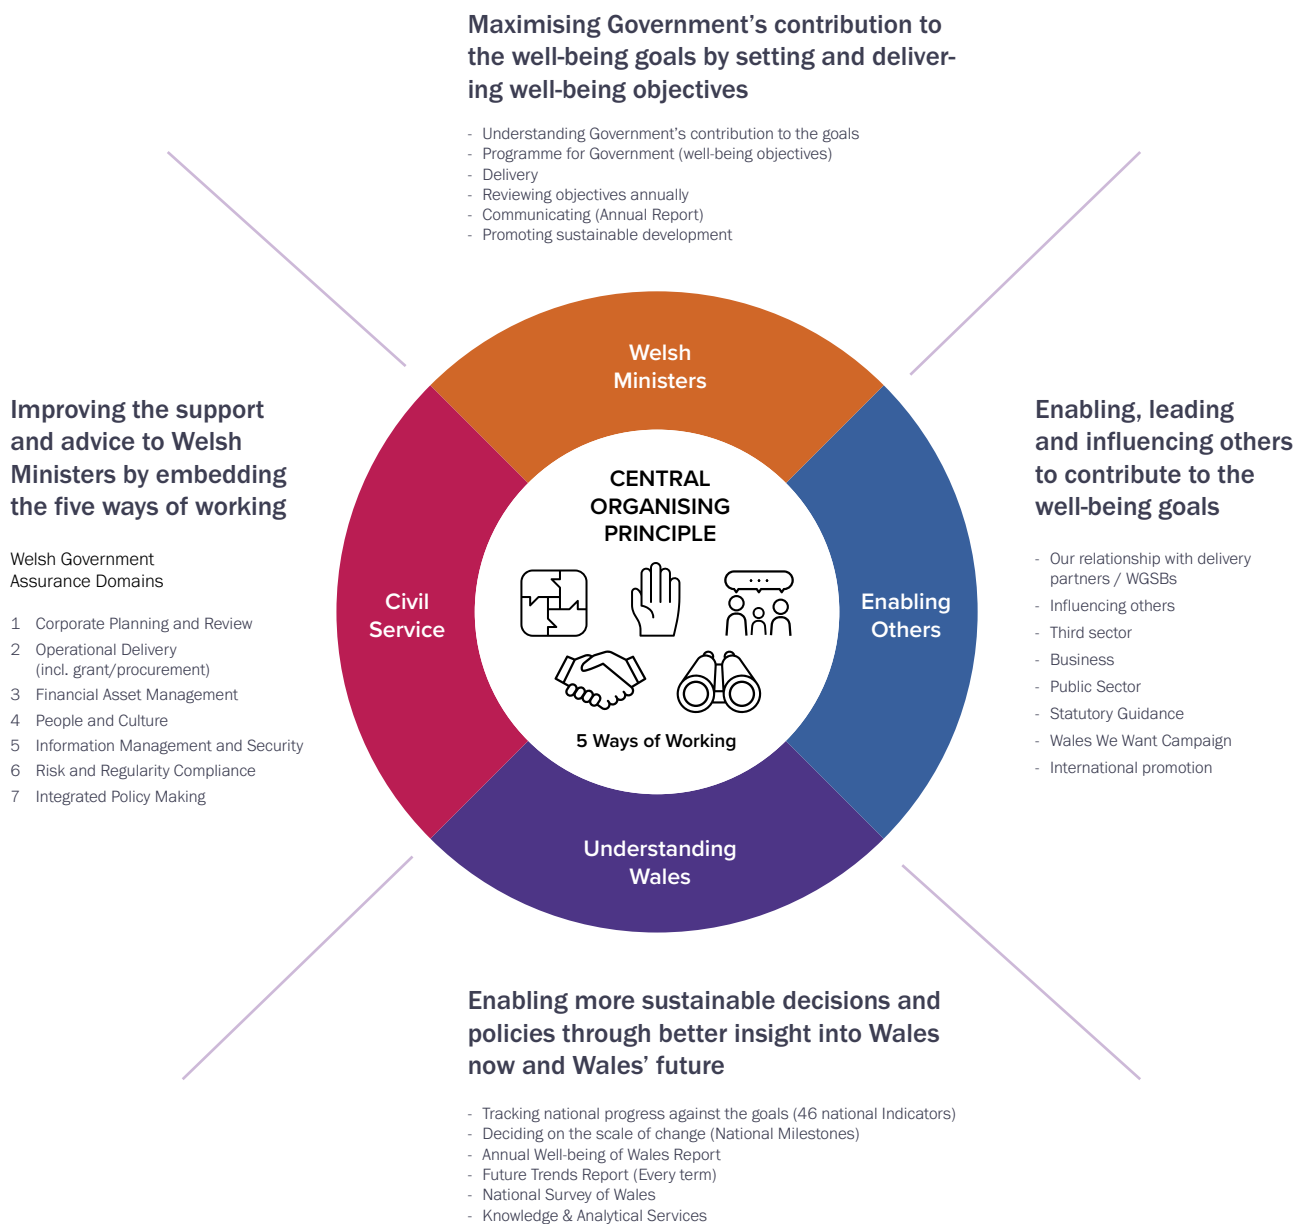 Maximising Government's contribution to
the well-being goals by setting and deliver-
ing well-being objectives
- Understanding Government's contribution to the goals
- Programme for Government (well-being objectives)
- Delivery
- Reviewing objectives annually
- Communicating (Annual Report)
- Promoting sustainable development
Improving the support
and advice to Welsh
Ministers by embedding
the five ways of working
Welsh Government
Assurance Domains
1 Corporate Planning and Review
2 Operational Delivery
(incl. grant/procurement)
3 Financial Asset Management
4 People and Culture
5 Information Management and Security
6 Risk and Regularity Compliance
7 Integrated Policy Making
Welsh
Ministers
Civil
Service
CENTRAL
ORGANISING
PRINCIPLE
5 Ways of Working
Enabling
Others
Understanding
Wales
Enabling, leading
and influencing others
to contribute to the
well-being goals
- Our relationship with delivery
partners / WGSBs
- Influencing others
- Third sector
- Business
- Public Sector
- Statutory Guidance
- Wales We Want Campaign
- International promotion
Enabling more sustainable decisions and
policies through better insight into Wales
now and Wales' future
- Tracking national progress against the goals (46 national Indicators)
- Deciding on the scale of change (National Milestones)
- Annual Well-being of Wales Report
- Future Trends Report (Every term)
- National Survey of Wales
- Knowledge & Analytical Services